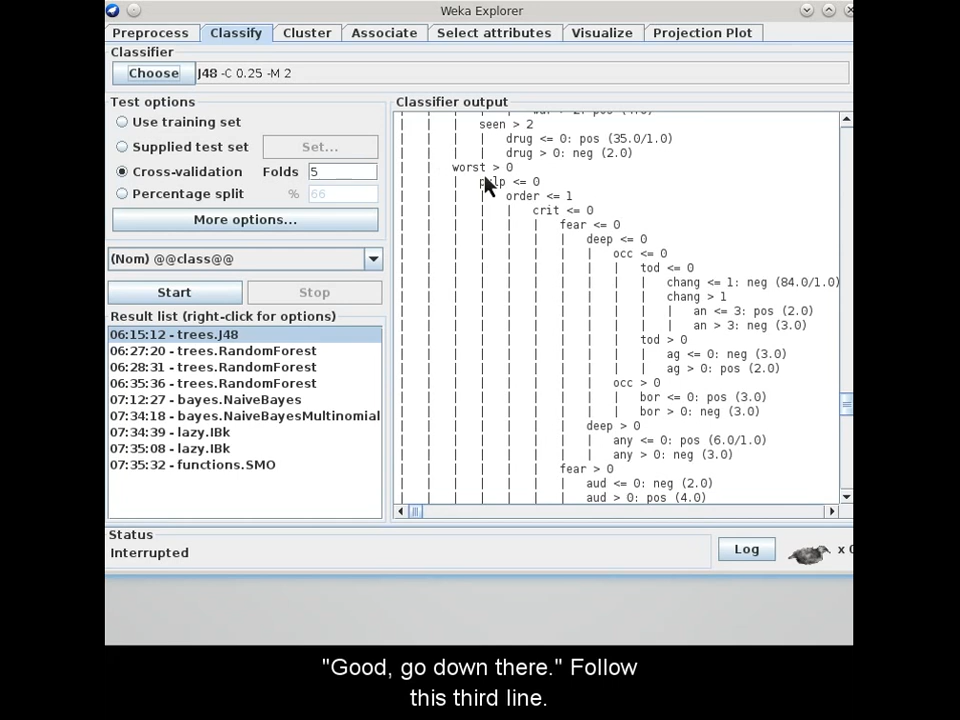 Weka Explorer
Preprocess Classify Cluster Associate Select attributes Visualize Projection Plot
Classifier
Choose J48 -C 0.25 -M 2
Test options
Use training set
Supplied test set Set...
Cross-validation Folds 5
Percentage split % 66
More options...
(Nom) @@class@@
Start Stop
Result list (right-click for options)
06:15:12 - trees.J48
06:27:20 - trees.RandomForest
06:28:31 - trees.RandomForest
06:35:36 - trees.RandomForest
07:12:27 - bayes.NaiveBayes
07:34:18 - bayes.NaiveBayesMultinomial
07:34:39 - lazy.IBk
07:35:08 - lazy.IBk
07:35:32 - functions.SMO
Classifier output
| | | seen > 2
| | | | drug <= 0: pos (35.0/1.0)
| | | | drug > 0: neg (2.0)
| | worst > 0
| | | pulp <= 0
| | | | order <= 1
| | | | | crit <= 0
| | | | | | fear <= 0
| | | | | | | deep <= 0
| | | | | | | | occ <= 0
| | | | | | | | | tod <= 0
| | | | | | | | | | chang <= 1: neg (84.0/1.0)
| | | | | | | | | | chang > 1
| | | | | | | | | | | an <= 3: pos (2.0)
| | | | | | | | | | | an > 3: neg (3.0)
| | | | | | | | | tod > 0
| | | | | | | | | | ag <= 0: neg (3.0)
| | | | | | | | | | ag > 0: pos (2.0)
| | | | | | | | occ > 0
| | | | | | | | | bor <= 0: pos (3.0)
| | | | | | | | | bor > 0: neg (3.0)
| | | | | | | deep > 0
| | | | | | | | any <= 0: pos (6.0/1.0)
| | | | | | | | any > 0: neg (3.0)
| | | | | | fear > 0
| | | | | | | aud <= 0: neg (2.0)
| | | | | | | aud > 0: pos (4.0)
Status
Interrupted
Log
x 0
"Good, go down there." Follow
this third line.